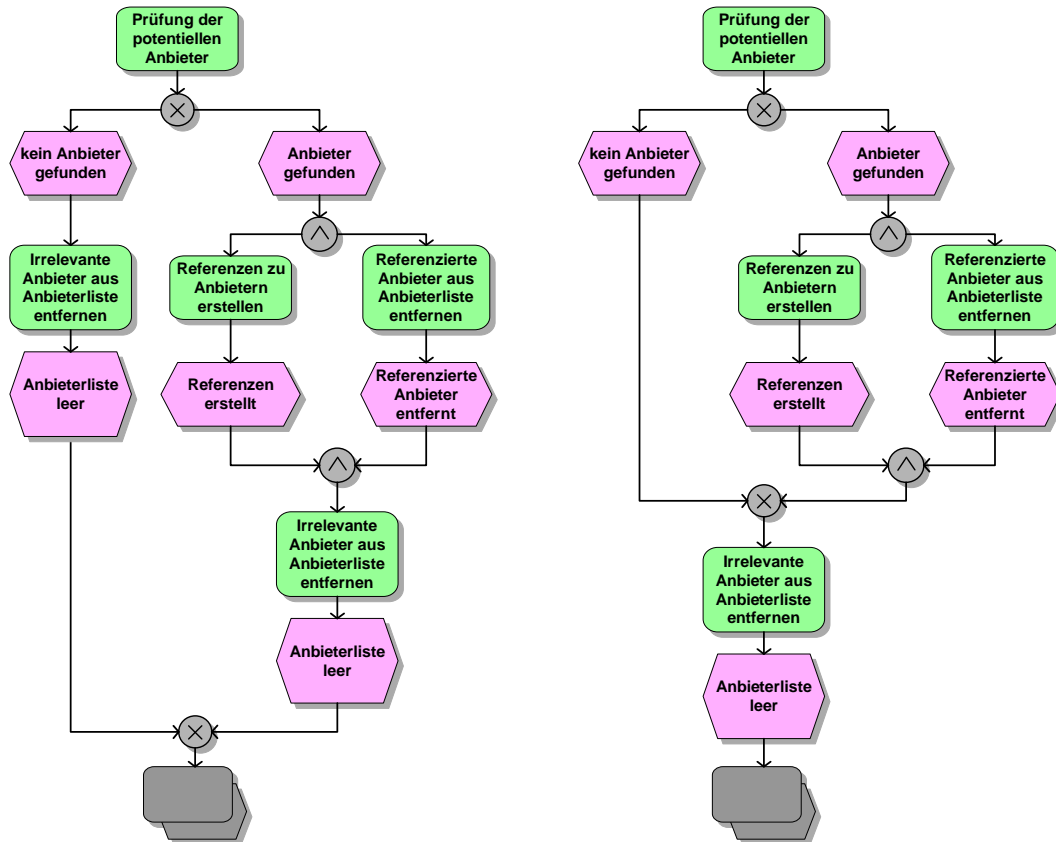 Prüfung der
potentiellen
Anbieter
kein Anbieter
gefunden
Anbieter
gefunden
Irrelevante
Anbieter aus
Anbieterliste
entfernen
Referenzen zu
Anbietern
erstellen
Referenzierte
Anbieter aus
Anbieterliste
entfernen
Anbieterliste
leer
Referenzen
erstellt
Referenzierte
Anbieter
entfernt
Irrelevante
Anbieter aus
Anbieterliste
entfernen
Anbieterliste
leer
Prüfung der
potentiellen
Anbieter
kein Anbieter
gefunden
Anbieter
gefunden
Referenzen zu
Anbietern
erstellen
Referenzierte
Anbieter aus
Anbieterliste
entfernen
Referenzen
erstellt
Referenzierte
Anbieter
entfernt
Irrelevante
Anbieter aus
Anbieterliste
entfernen
Anbieterliste
leer